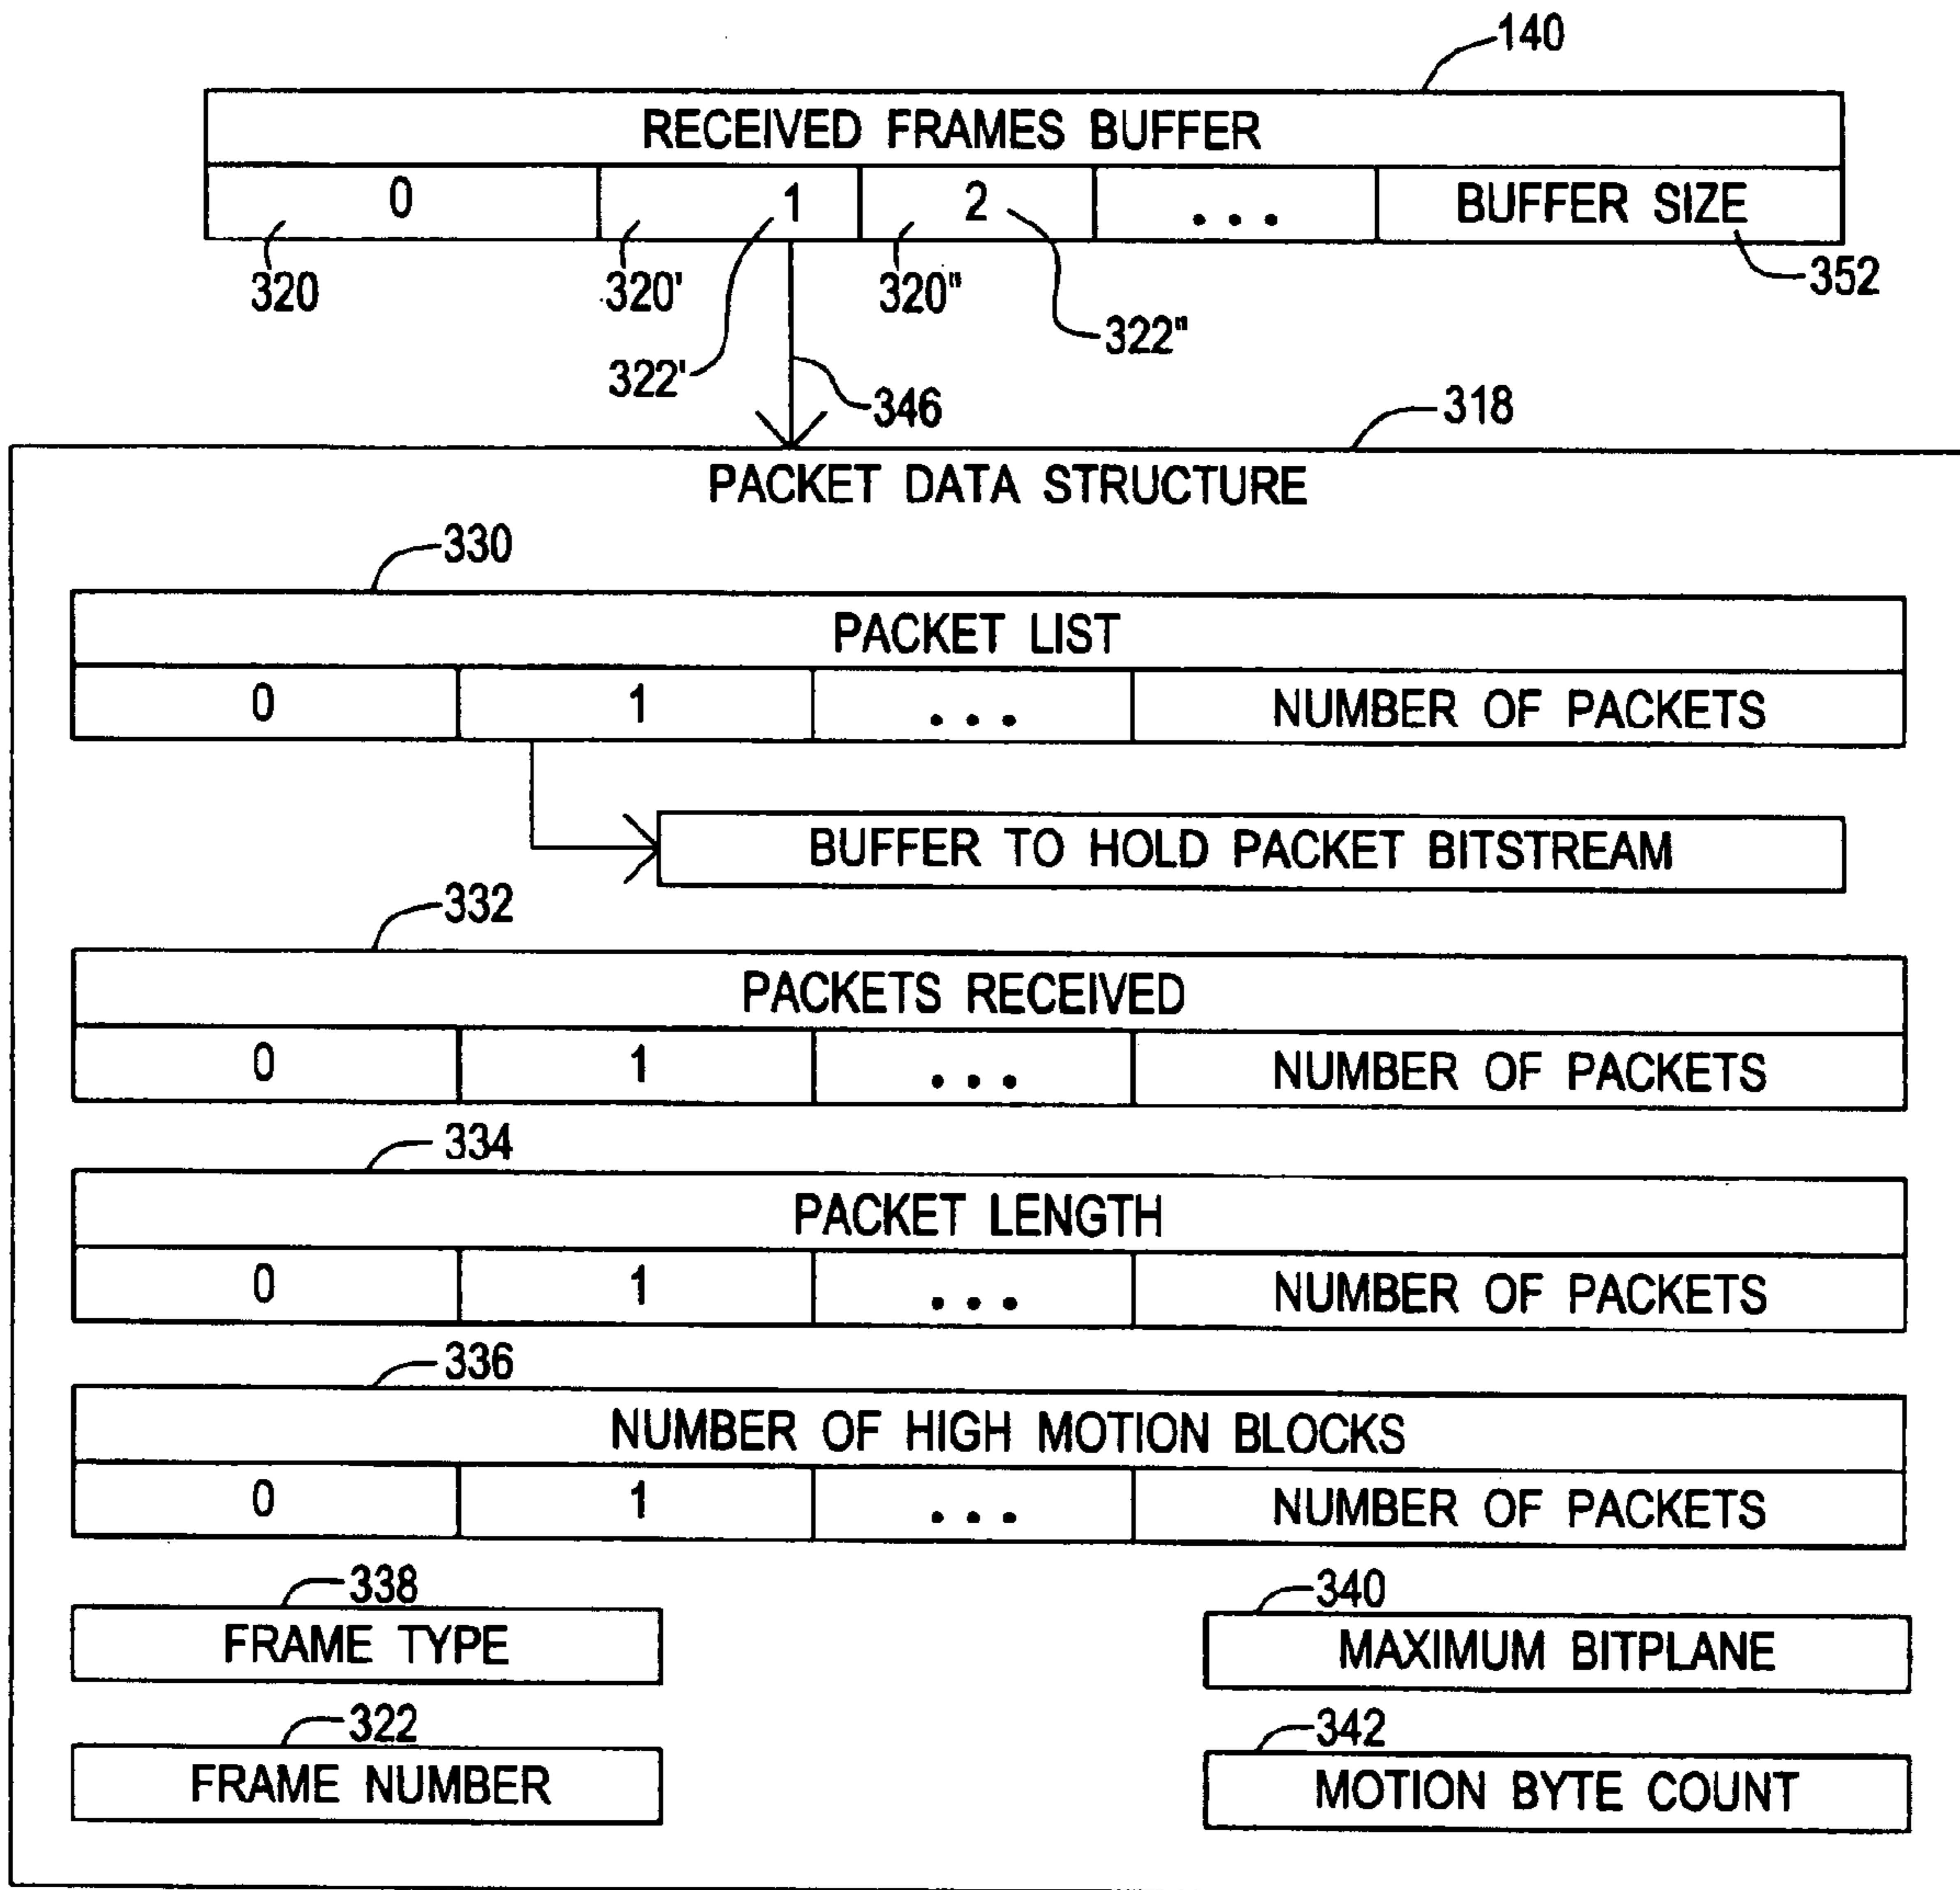 140
RECEIVED FRAMES BUFFER
0 1 2 ... BUFFER SIZE
320 320' 320" 352
322' 322"
346 318
PACKET DATA STRUCTURE
330
PACKET LIST
0 1 ... NUMBER OF PACKETS
BUFFER TO HOLD PACKET BITSTREAM
332
PACKETS RECEIVED
0 1 ... NUMBER OF PACKETS
334
PACKET LENGTH
0 1 ... NUMBER OF PACKETS
336
NUMBER OF HIGH MOTION BLOCKS
0 1 ... NUMBER OF PACKETS
338 340
FRAME TYPE MAXIMUM BITPLANE
322 342
FRAME NUMBER MOTION BYTE COUNT